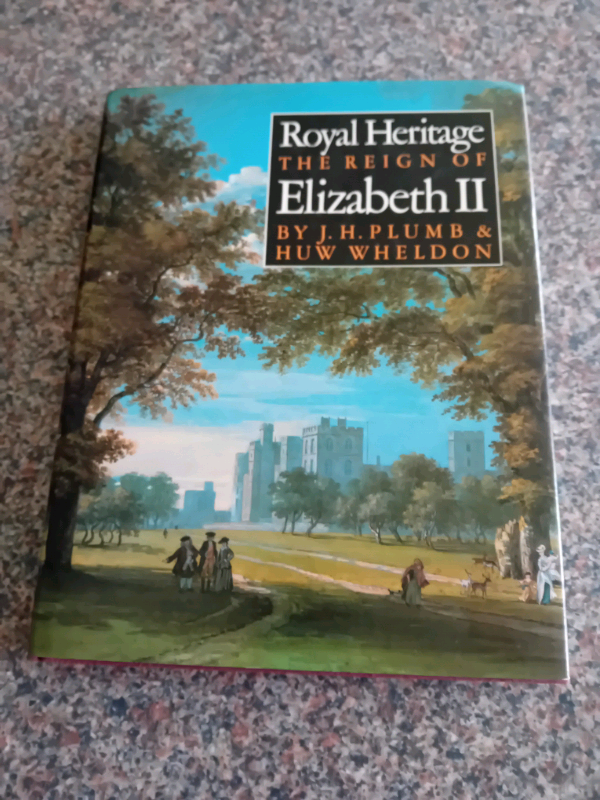 Royal Heritage
THE REIGN OF
Elizabeth II
BY J. H. PLUMB &
HUW WHELDON